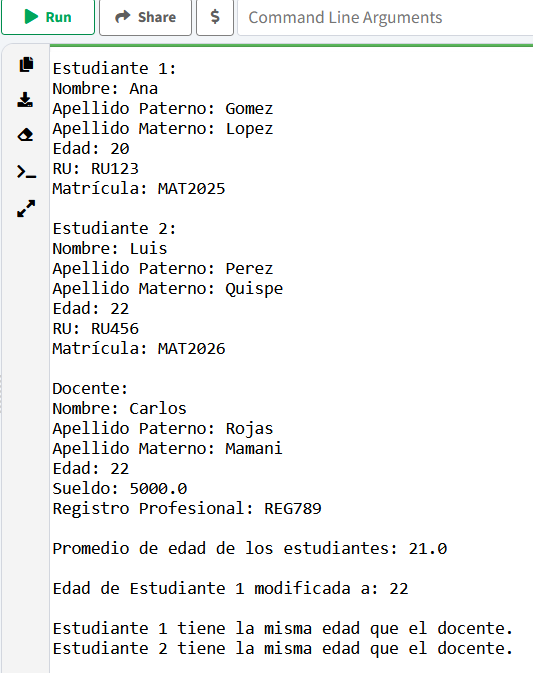 Run
Share
$
Command Line Arguments
Estudiante 1:
Nombre: Ana
Apellido Paterno: Gomez
Apellido Materno: Lopez
Edad: 20
RU: RU123
Matrícula: MAT2025
Estudiante 2:
Nombre: Luis
Apellido Paterno: Perez
Apellido Materno: Quispe
Edad: 22
RU: RU456
Matrícula: MAT2026
Docente:
Nombre: Carlos
Apellido Paterno: Rojas
Apellido Materno: Mamani
Edad: 22
Sueldo: 5000.0
Registro Profesional: REG789
Promedio de edad de los estudiantes: 21.0
Edad de Estudiante 1 modificada a: 22
Estudiante 1 tiene la misma edad que el docente.
Estudiante 2 tiene la misma edad que el docente.